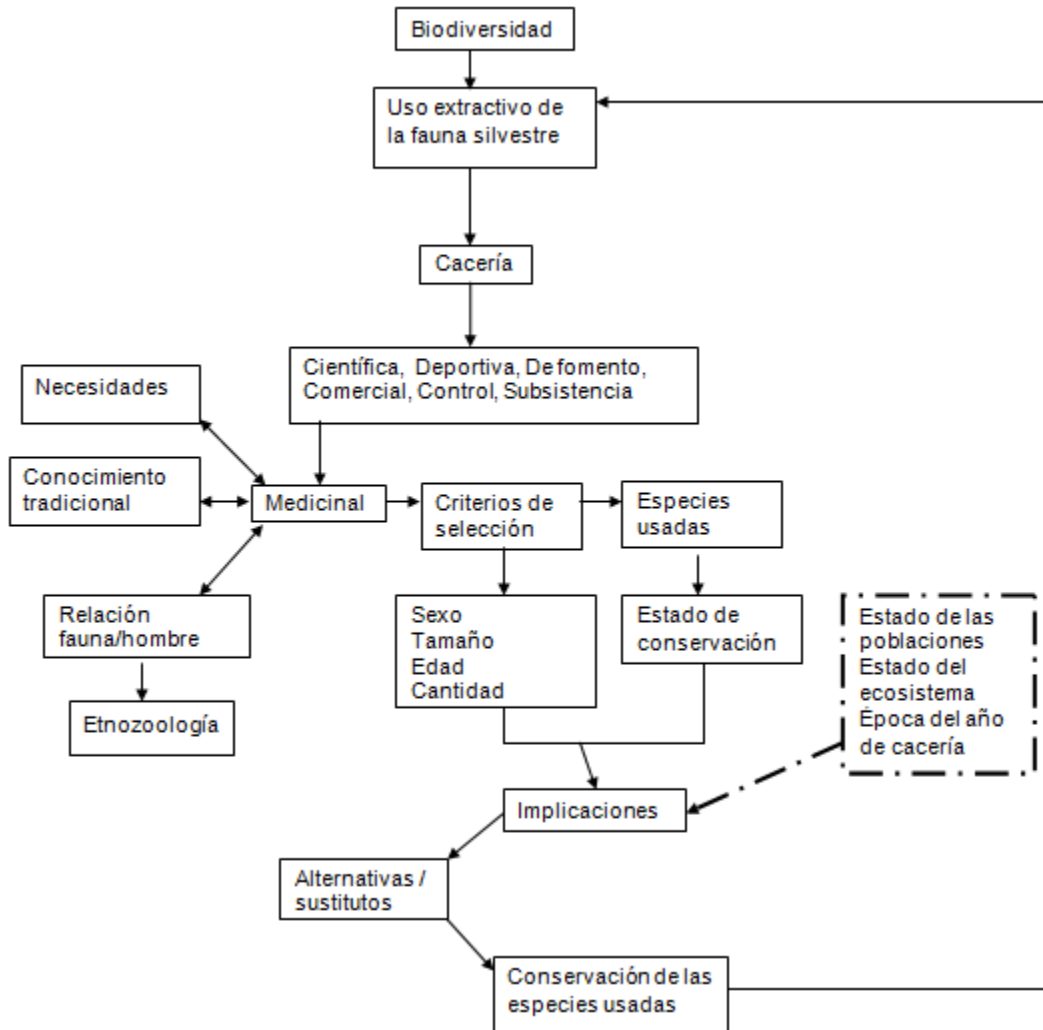 Biodiversidad
Uso extractivo de
la fauna silvestre
Cacería
Científica, Deportiva, De fomento,
Comercial, Control, Subsistencia
Necesidades
Conocimiento
tradicional
Medicinal
Criterios de
selección
Especies
usadas
Relación
fauna/hombre
Sexo
Tamaño
Edad
Cantidad
Estado de
conservación
Estado de las
poblaciones
Estado del
ecosistema
Época del año
de cacería
Etnozoología
Implicaciones
Alternativas /
sustitutos
Conservación de las
especies usadas